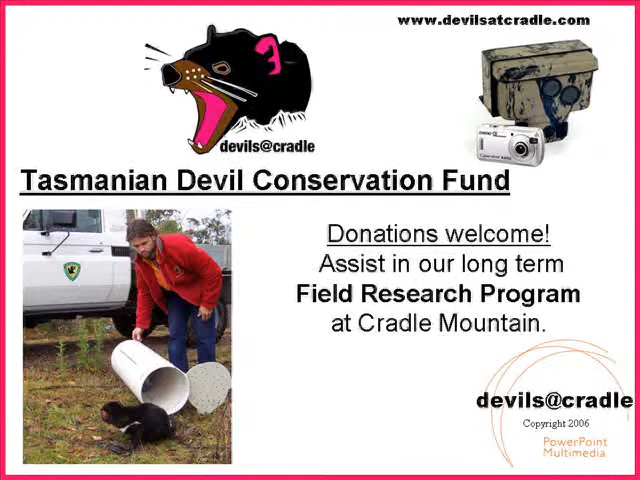 www.devilsatcradle.com
devils@cradle
Tasmanian Devil Conservation Fund
Donations welcome!
Assist in our long term
Field Research Program
at Cradle Mountain.
devils@cradle
Copyright 2006
PowerPoint
Multimedia